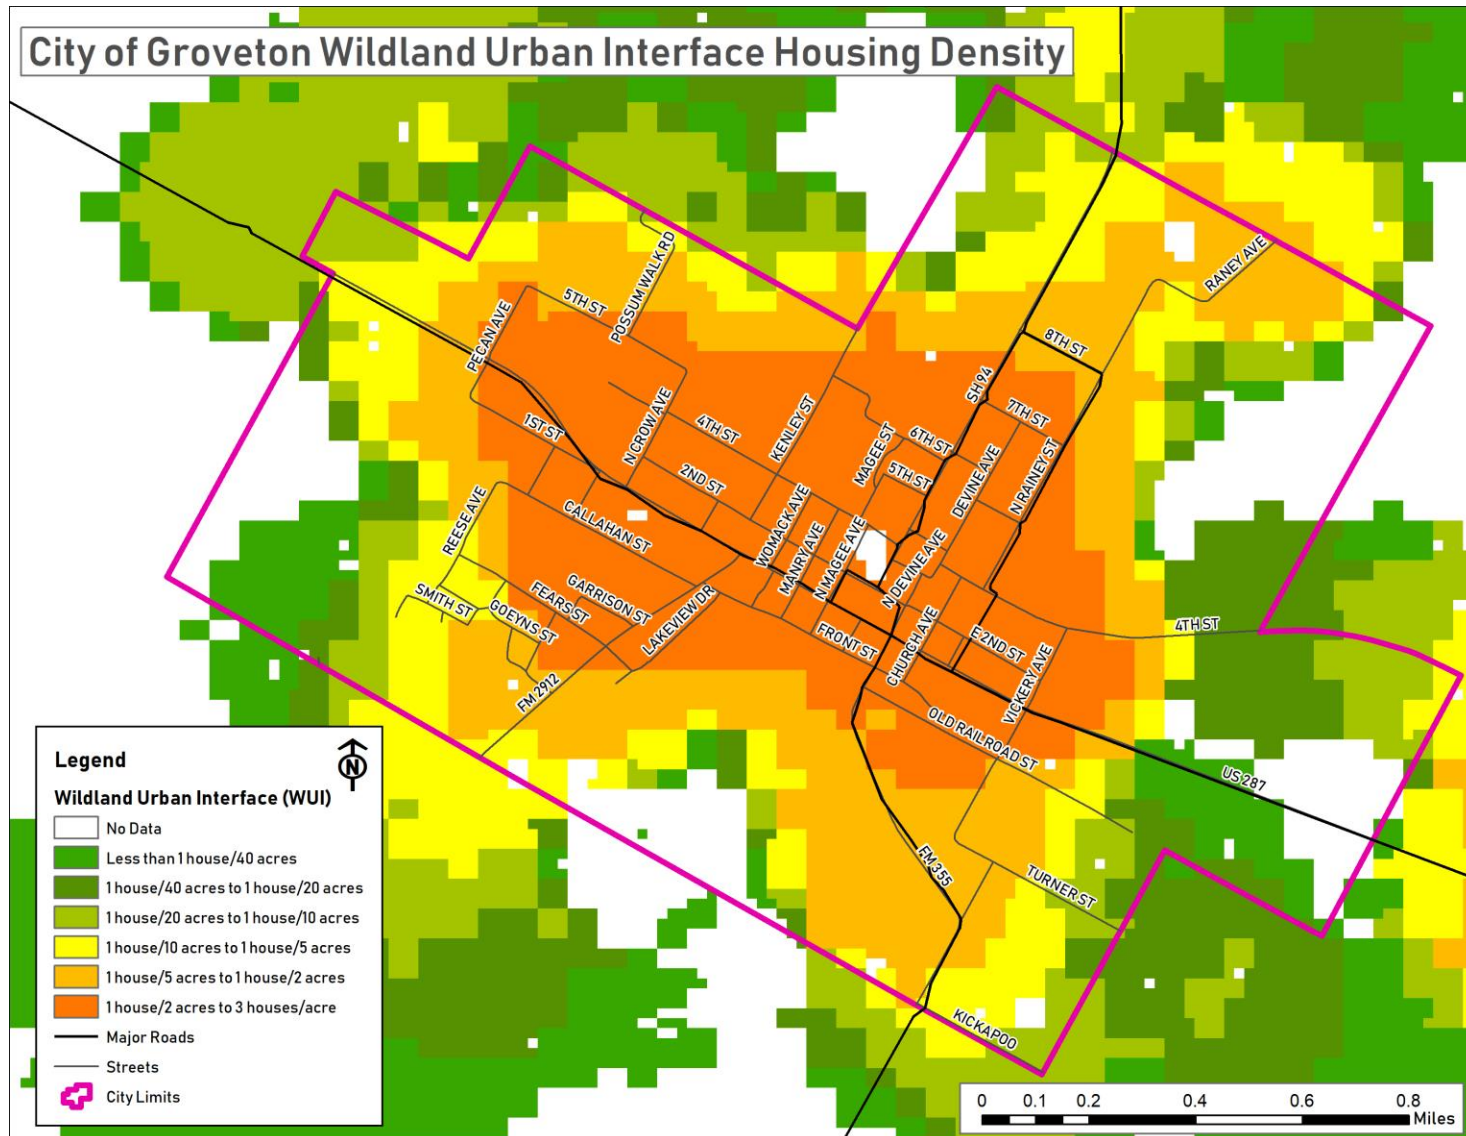 City of Groveton Wildland Urban Interface Housing Density
RANEY AVE
POSSUM WALK RD
5TH ST
PECAN AVE
8TH ST
SH 94
7TH ST
1ST ST
N CROW AVE
4TH ST
KENLEY ST
MAGEE ST
6TH ST
5TH ST
DEVINE AVE
N RAINEY ST
2ND ST
REESE AVE
CALLAHAN ST
WOMACK AVE
MANRY AVE
N MAGEE AVE
N DEVINE AVE
SMITH ST
GOEYNS ST
FEARS ST
GARRISON ST
LAKEVIEW DR
FRONT ST
CHURCH AVE
E 2ND ST
4TH ST
VICKERY AVE
FM 2912
OLD RAILROAD ST
US 287
FM 355
TURNER ST
KICKAPOO
Legend
N
Wildland Urban Interface (WUI)
No Data
Less than 1 house/40 acres
1 house/40 acres to 1 house/20 acres
1 house/20 acres to 1 house/10 acres
1 house/10 acres to 1 house/5 acres
1 house/5 acres to 1 house/2 acres
1 house/2 acres to 3 houses/acre
Major Roads
Streets
City Limits
0 0.1 0.2 0.4 0.6 0.8
Miles